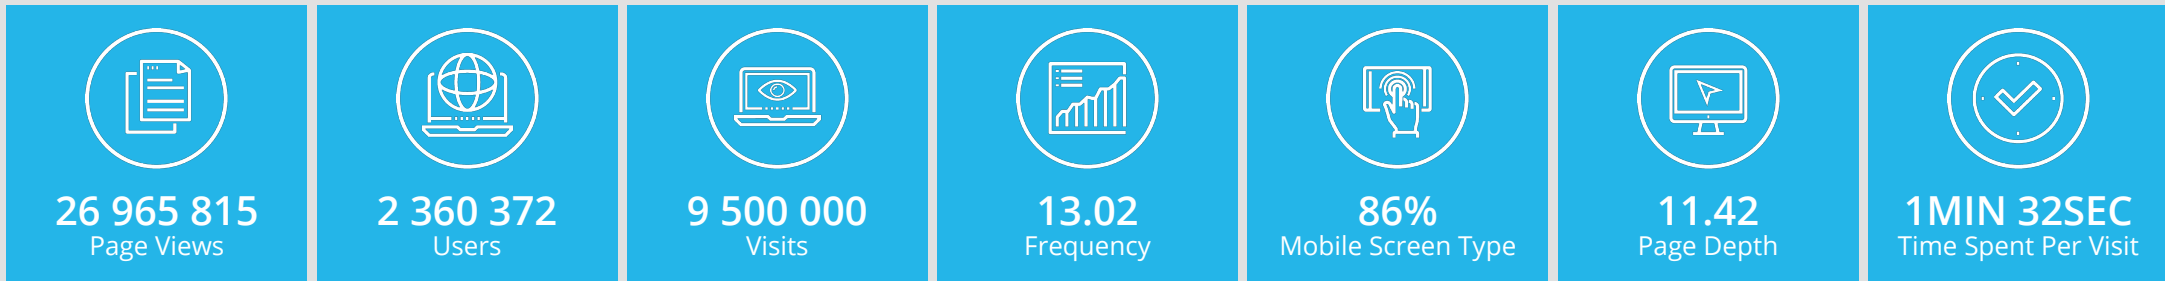 26 965 815
Page Views
2 360 372
Users
9 500 000
Visits
13.02
Frequency
86%
Mobile Screen Type
11.42
Page Depth
1MIN 32SEC
Time Spent Per Visit